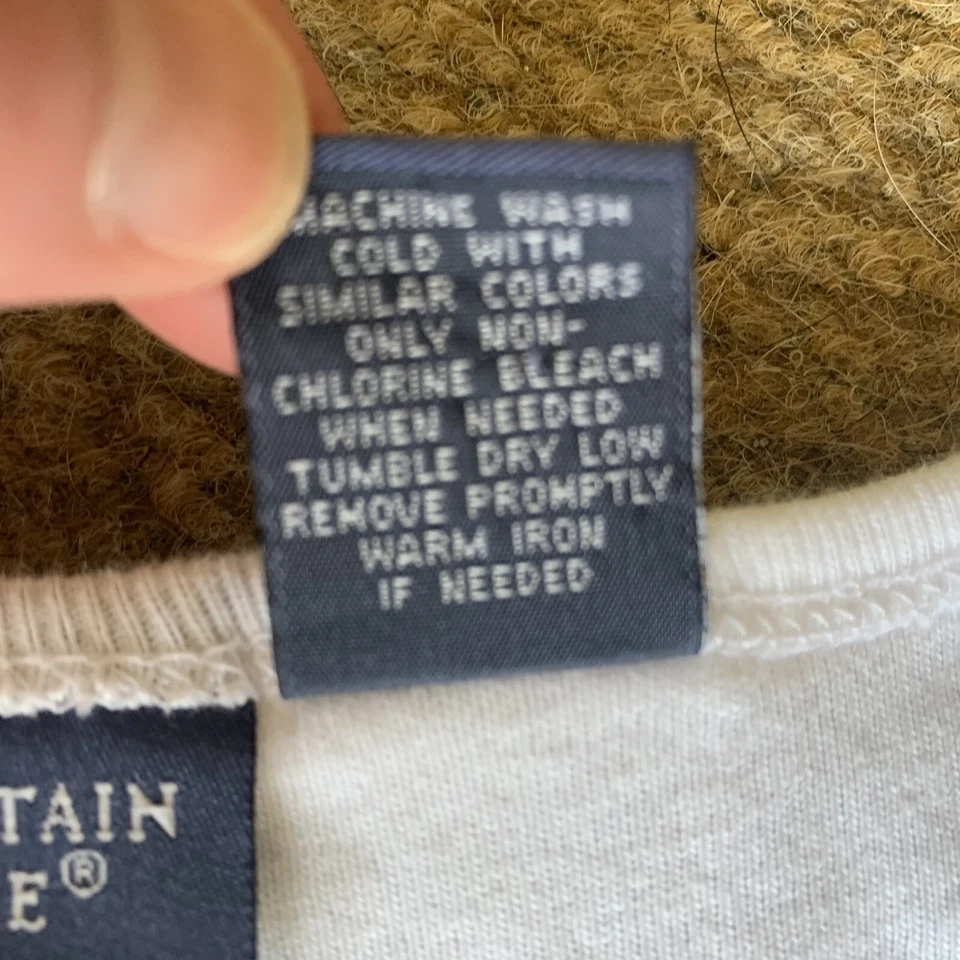 MACHINE WASH
COLD WITH
SIMILAR COLORS
ONLY NON-
CHLORINE BLEACH
WHEN NEEDED
TUMBLE DRY LOW
REMOVE PROMPTLY
WARM IRON
IF NEEDED
TAIN
E®